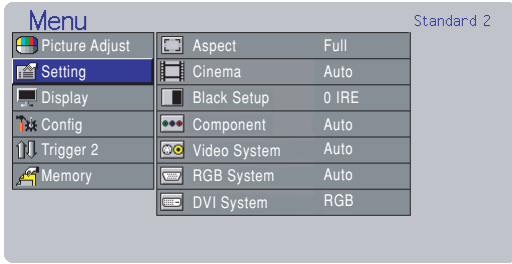 Menu
Standard 2
Picture Adjust
Setting
Display
Config
Trigger 2
Memory
Aspect Full
Cinema Auto
Black Setup 0 IRE
Component Auto
Video System Auto
RGB System Auto
DVI System RGB